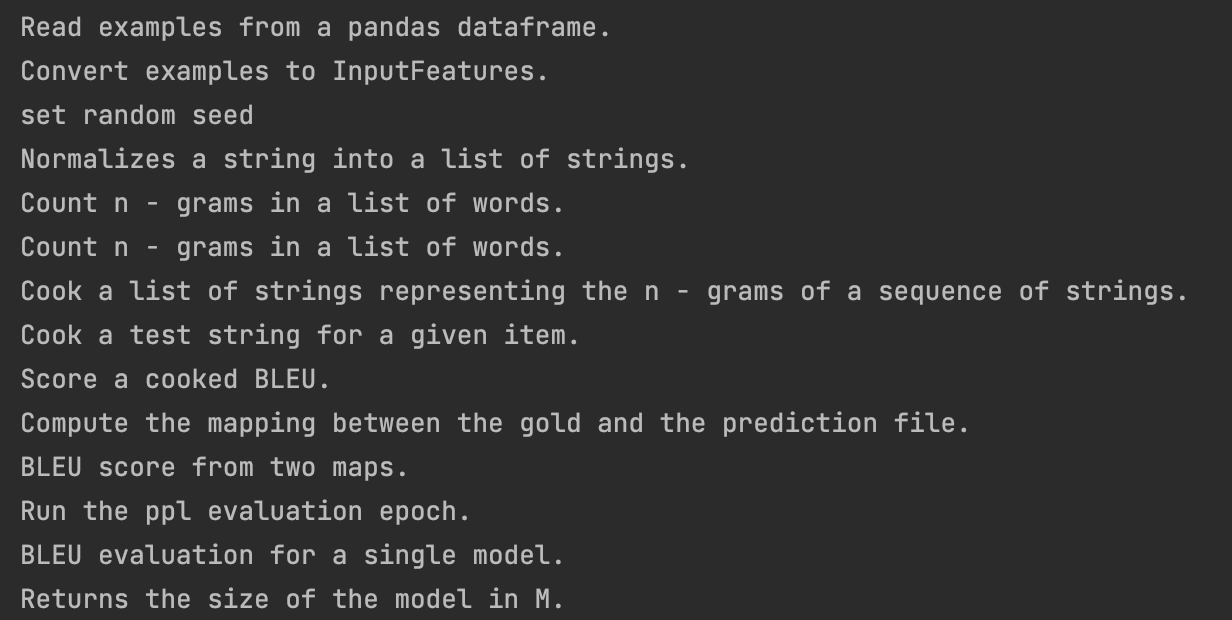 Read examples from a pandas dataframe.
Convert examples to InputFeatures.
set random seed
Normalizes a string into a list of strings.
Count n - grams in a list of words.
Count n - grams in a list of words.
Cook a list of strings representing the n - grams of a sequence of strings.
Cook a test string for a given item.
Score a cooked BLEU.
Compute the mapping between the gold and the prediction file.
BLEU score from two maps.
Run the ppl evaluation epoch.
BLEU evaluation for a single model.
Returns the size of the model in M.